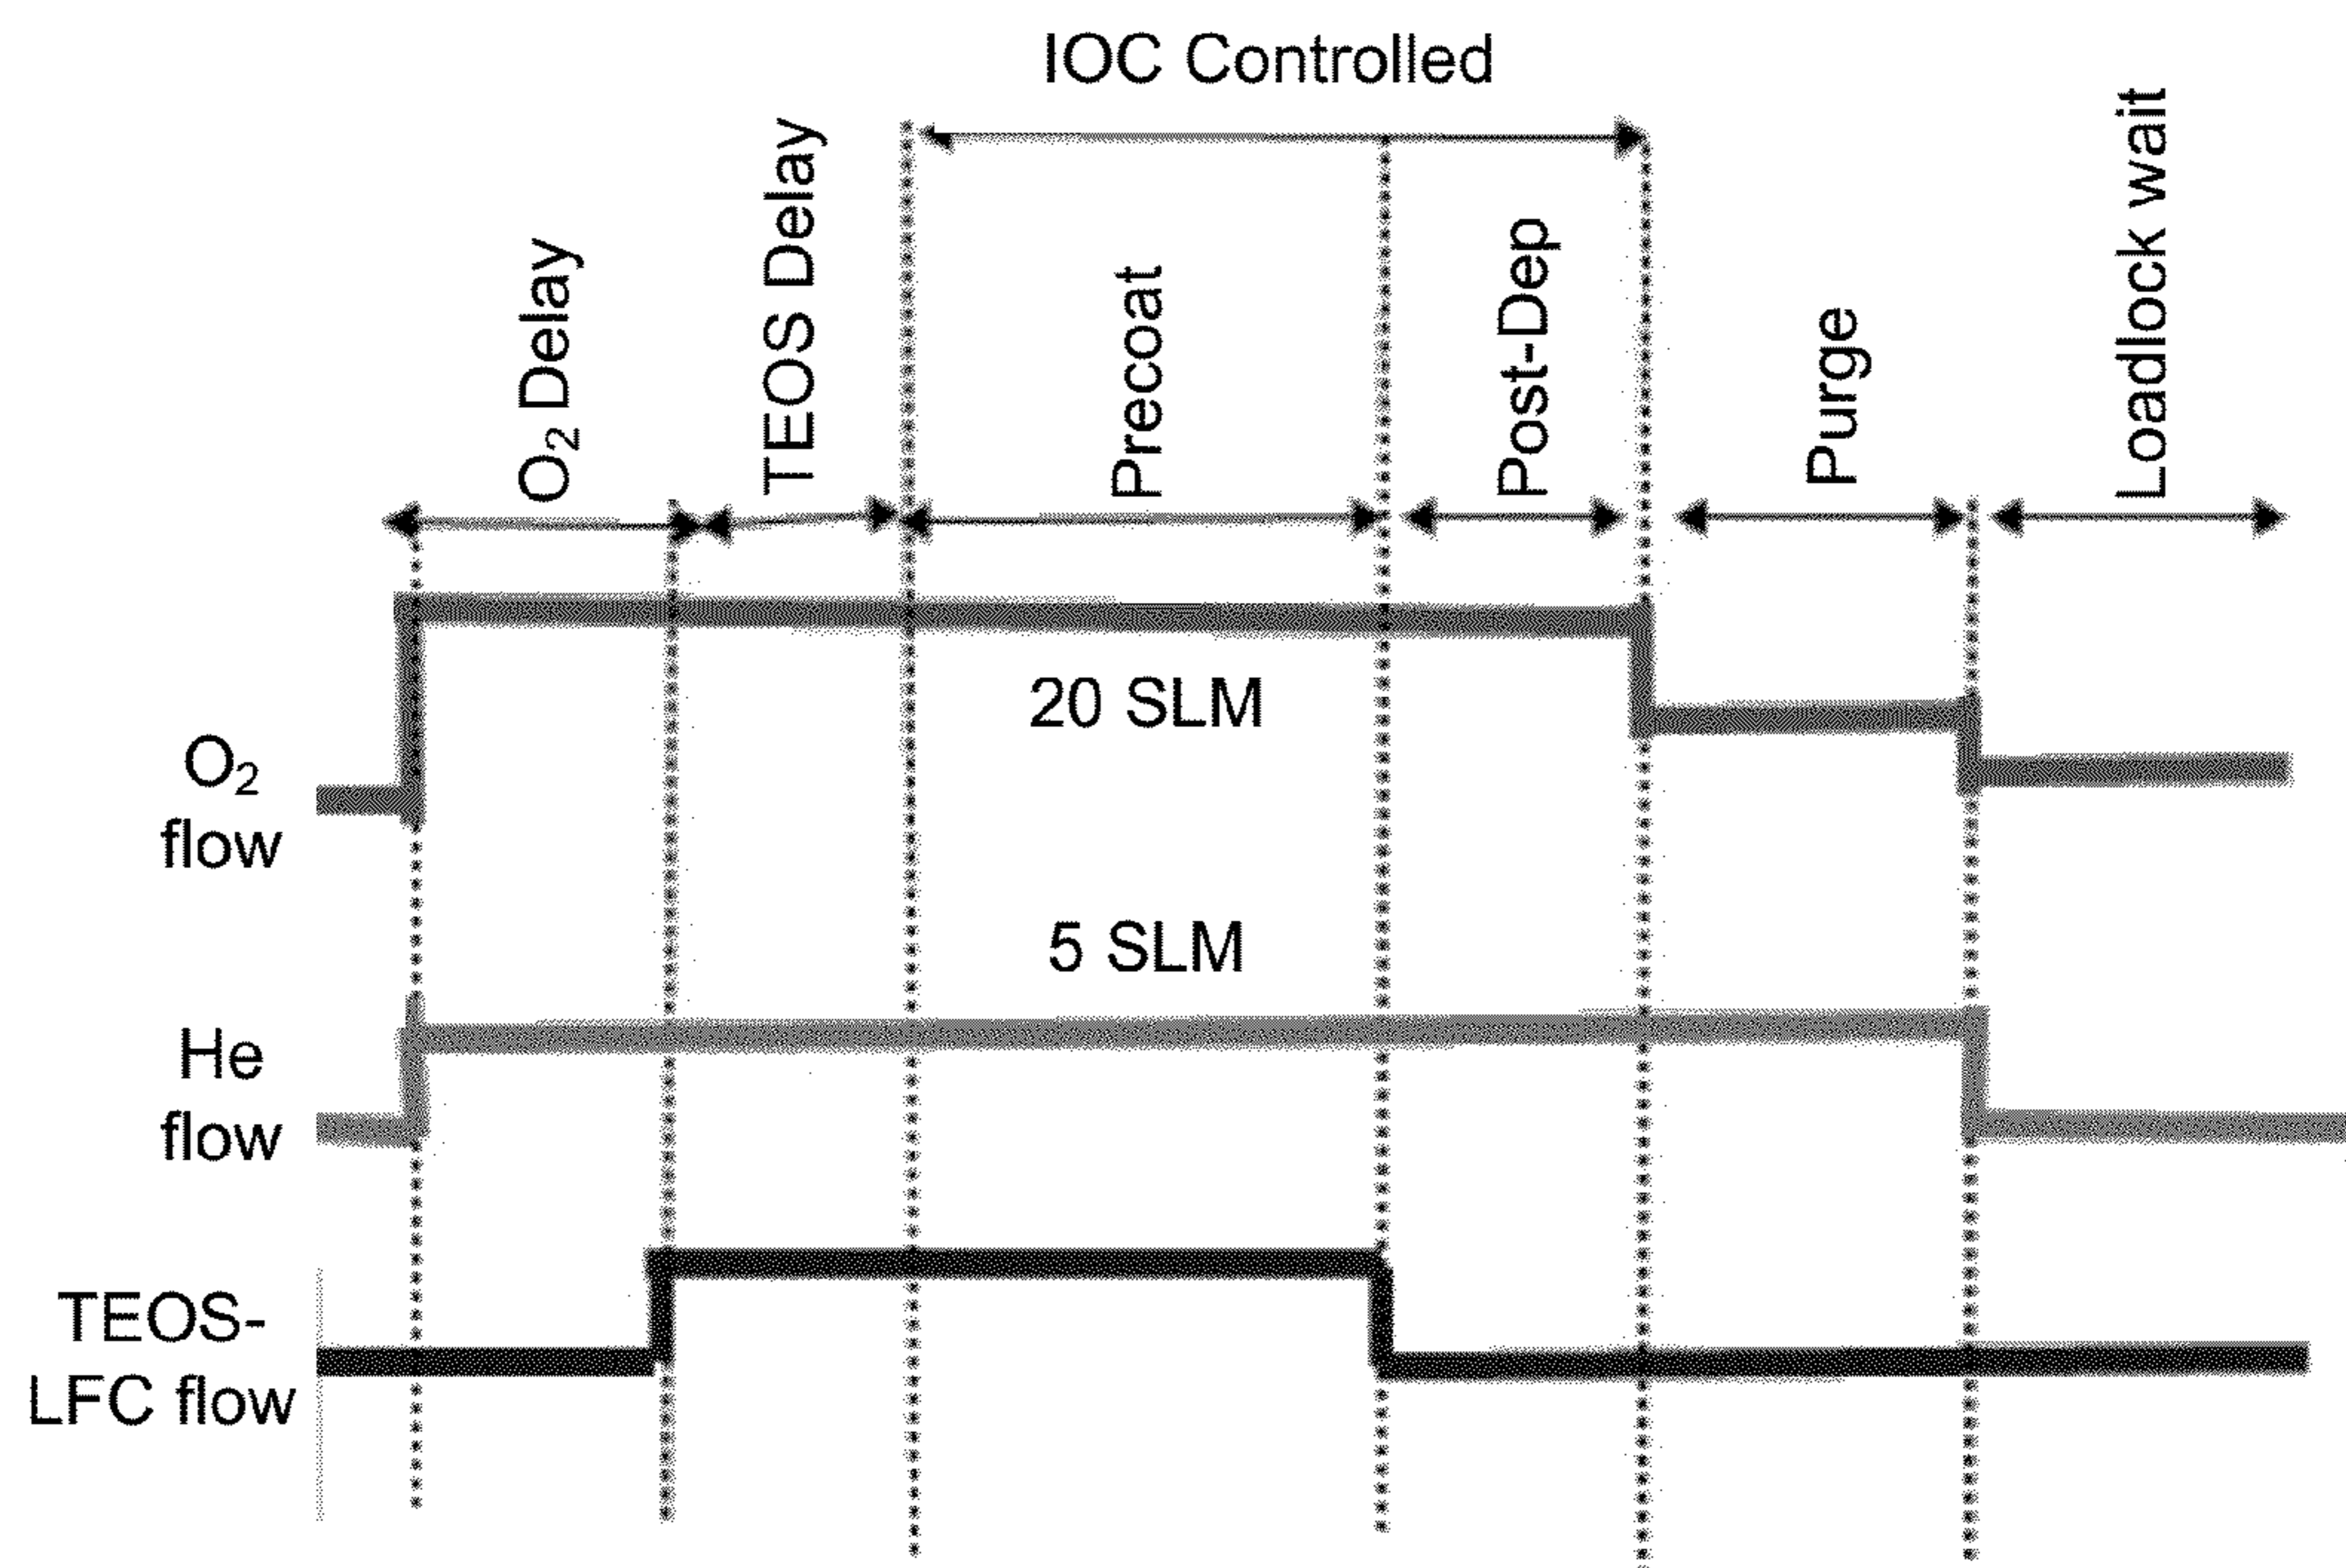 IOC Controlled
O₂ Delay
TEOS Delay
Precoat
Post-Dep
Purge
Loadlock wait
20 SLM
O₂
flow
5 SLM
He
flow
TEOS-
LFC flow